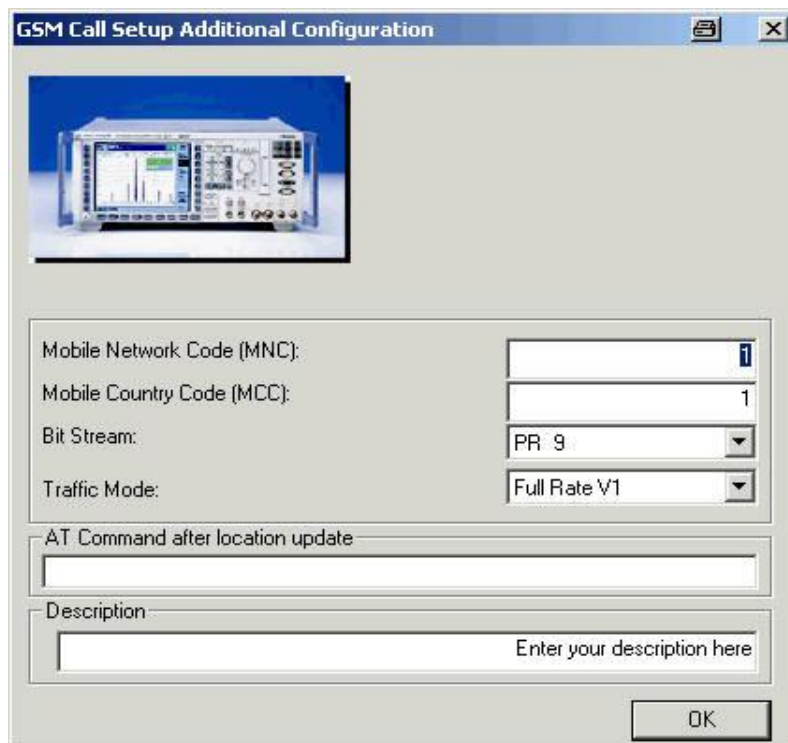 GSM Call Setup Additional Configuration
Mobile Network Code (MNC): 1
Mobile Country Code (MCC): 1
Bit Stream: PR 9
Traffic Mode: Full Rate V1
AT Command after location update
Description
Enter your description here
OK